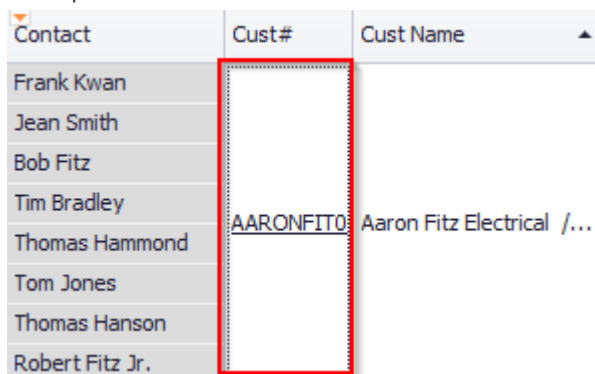 Contact Cust# Cust Name
Frank Kwan
Jean Smith
Bob Fitz
Tim Bradley
AARONFIT0 Aaron Fitz Electrical /...
Thomas Hammond
Tom Jones
Thomas Hanson
Robert Fitz Jr.